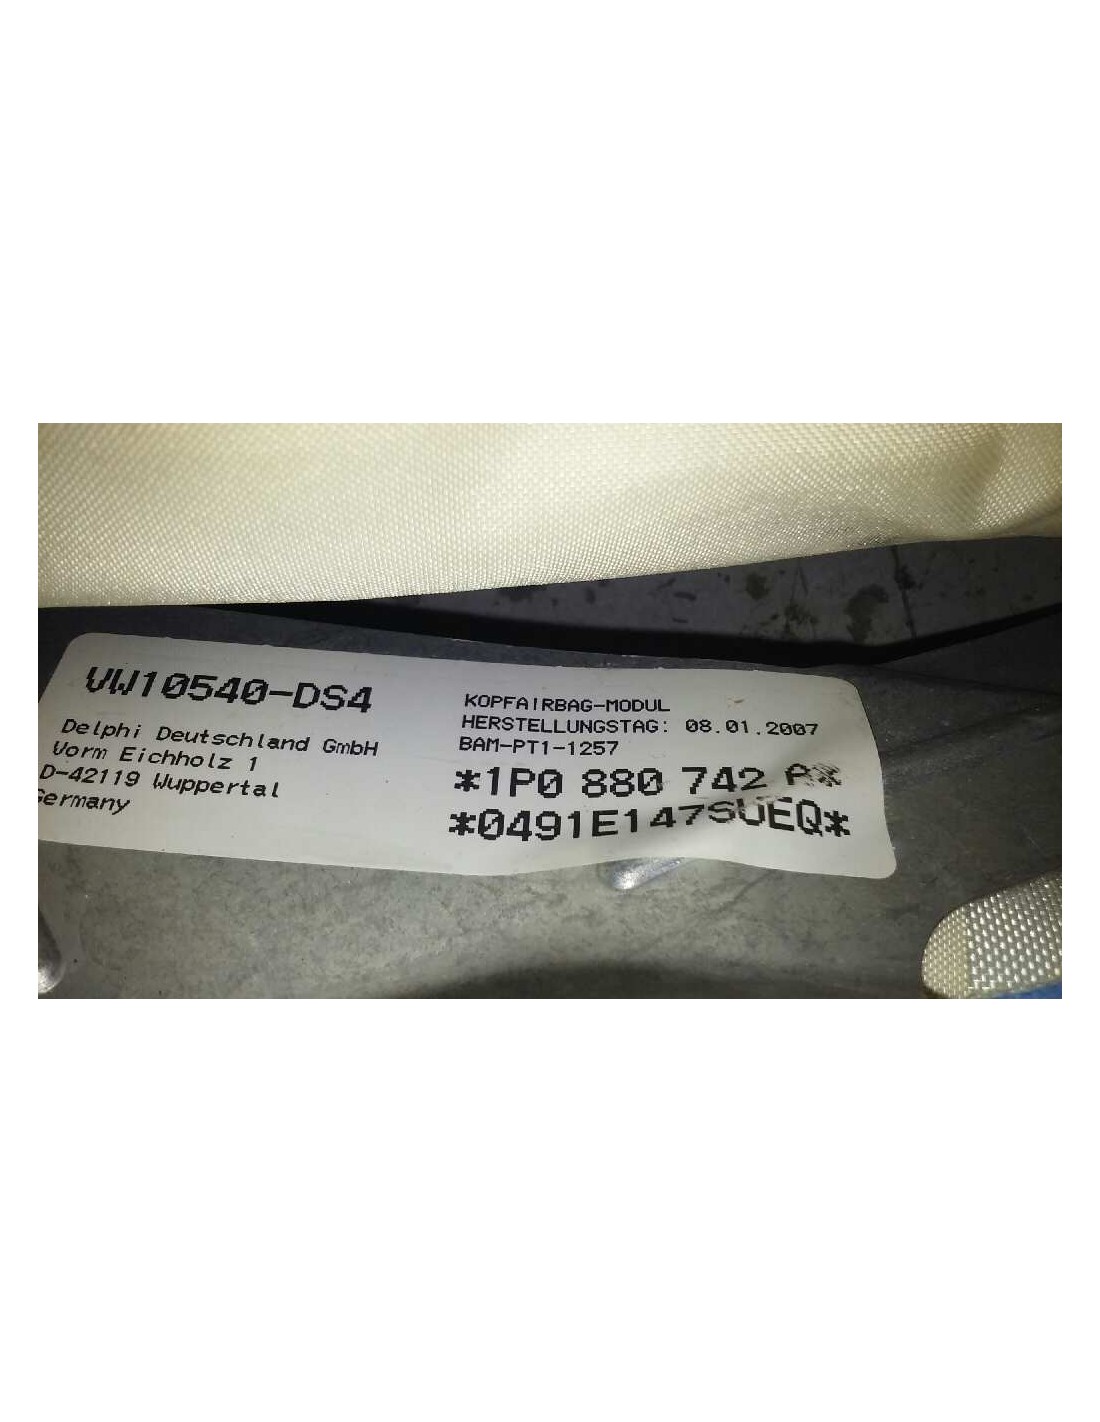 VW10540-DS4
Delphi Deutschland GmbH
Vorm Eichholz 1
D-42119 Wuppertal
Germany
KOPFAIRBAG-MODUL
HERSTELLUNGSTAG: 08.01.2007
BAM-PT1-1257
*1P0 880 742 A*
*0491E147SUEQ*